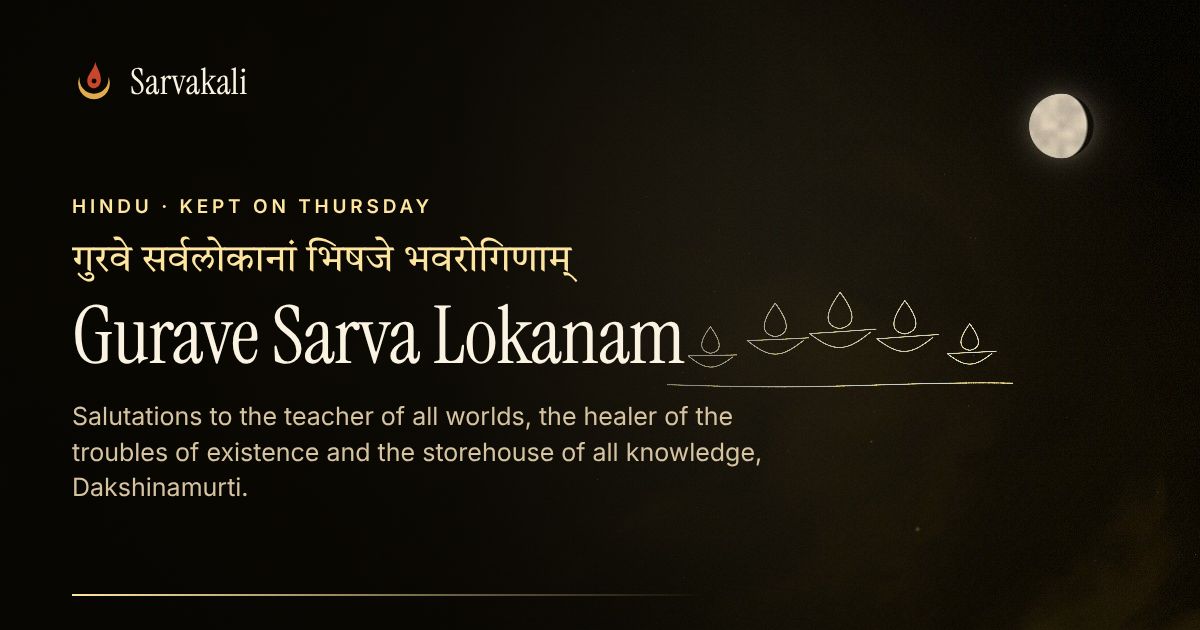 Sarvakali
HINDU · KEPT ON THURSDAY
गुरवे सर्वलोकानां भिषजे भवरोगिणाम्
Gurave Sarva Lokanam
Salutations to the teacher of all worlds, the healer of the
troubles of existence and the storehouse of all knowledge,
Dakshinamurti.